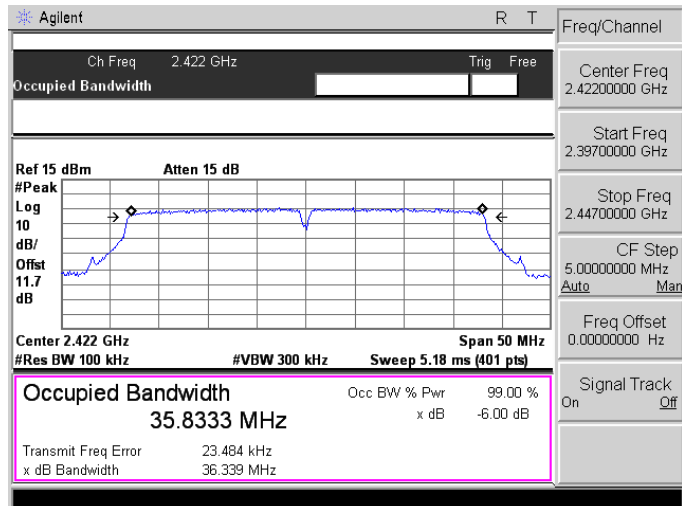 Agilent R T
Ch Freq 2.422 GHz Trig Free
Occupied Bandwidth
Ref 15 dBm Atten 15 dB
#Peak
Log
10
dB/
Offst
11.7
dB
Center 2.422 GHz Span 50 MHz
#Res BW 100 kHz #VBW 300 kHz Sweep 5.18 ms (401 pts)
Occupied Bandwidth Occ BW % Pwr 99.00 %
35.8333 MHz x dB -6.00 dB
Transmit Freq Error 23.484 kHz
x dB Bandwidth 36.339 MHz
Freq/Channel
Center Freq
2.42200000 GHz
Start Freq
2.39700000 GHz
Stop Freq
2.44700000 GHz
CF Step
5.00000000 MHz
Auto Man
Freq Offset
0.00000000 Hz
Signal Track
On Off